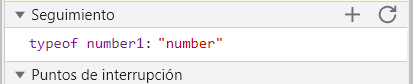 Seguimiento
typeof number1: "number"
Puntos de interrupción